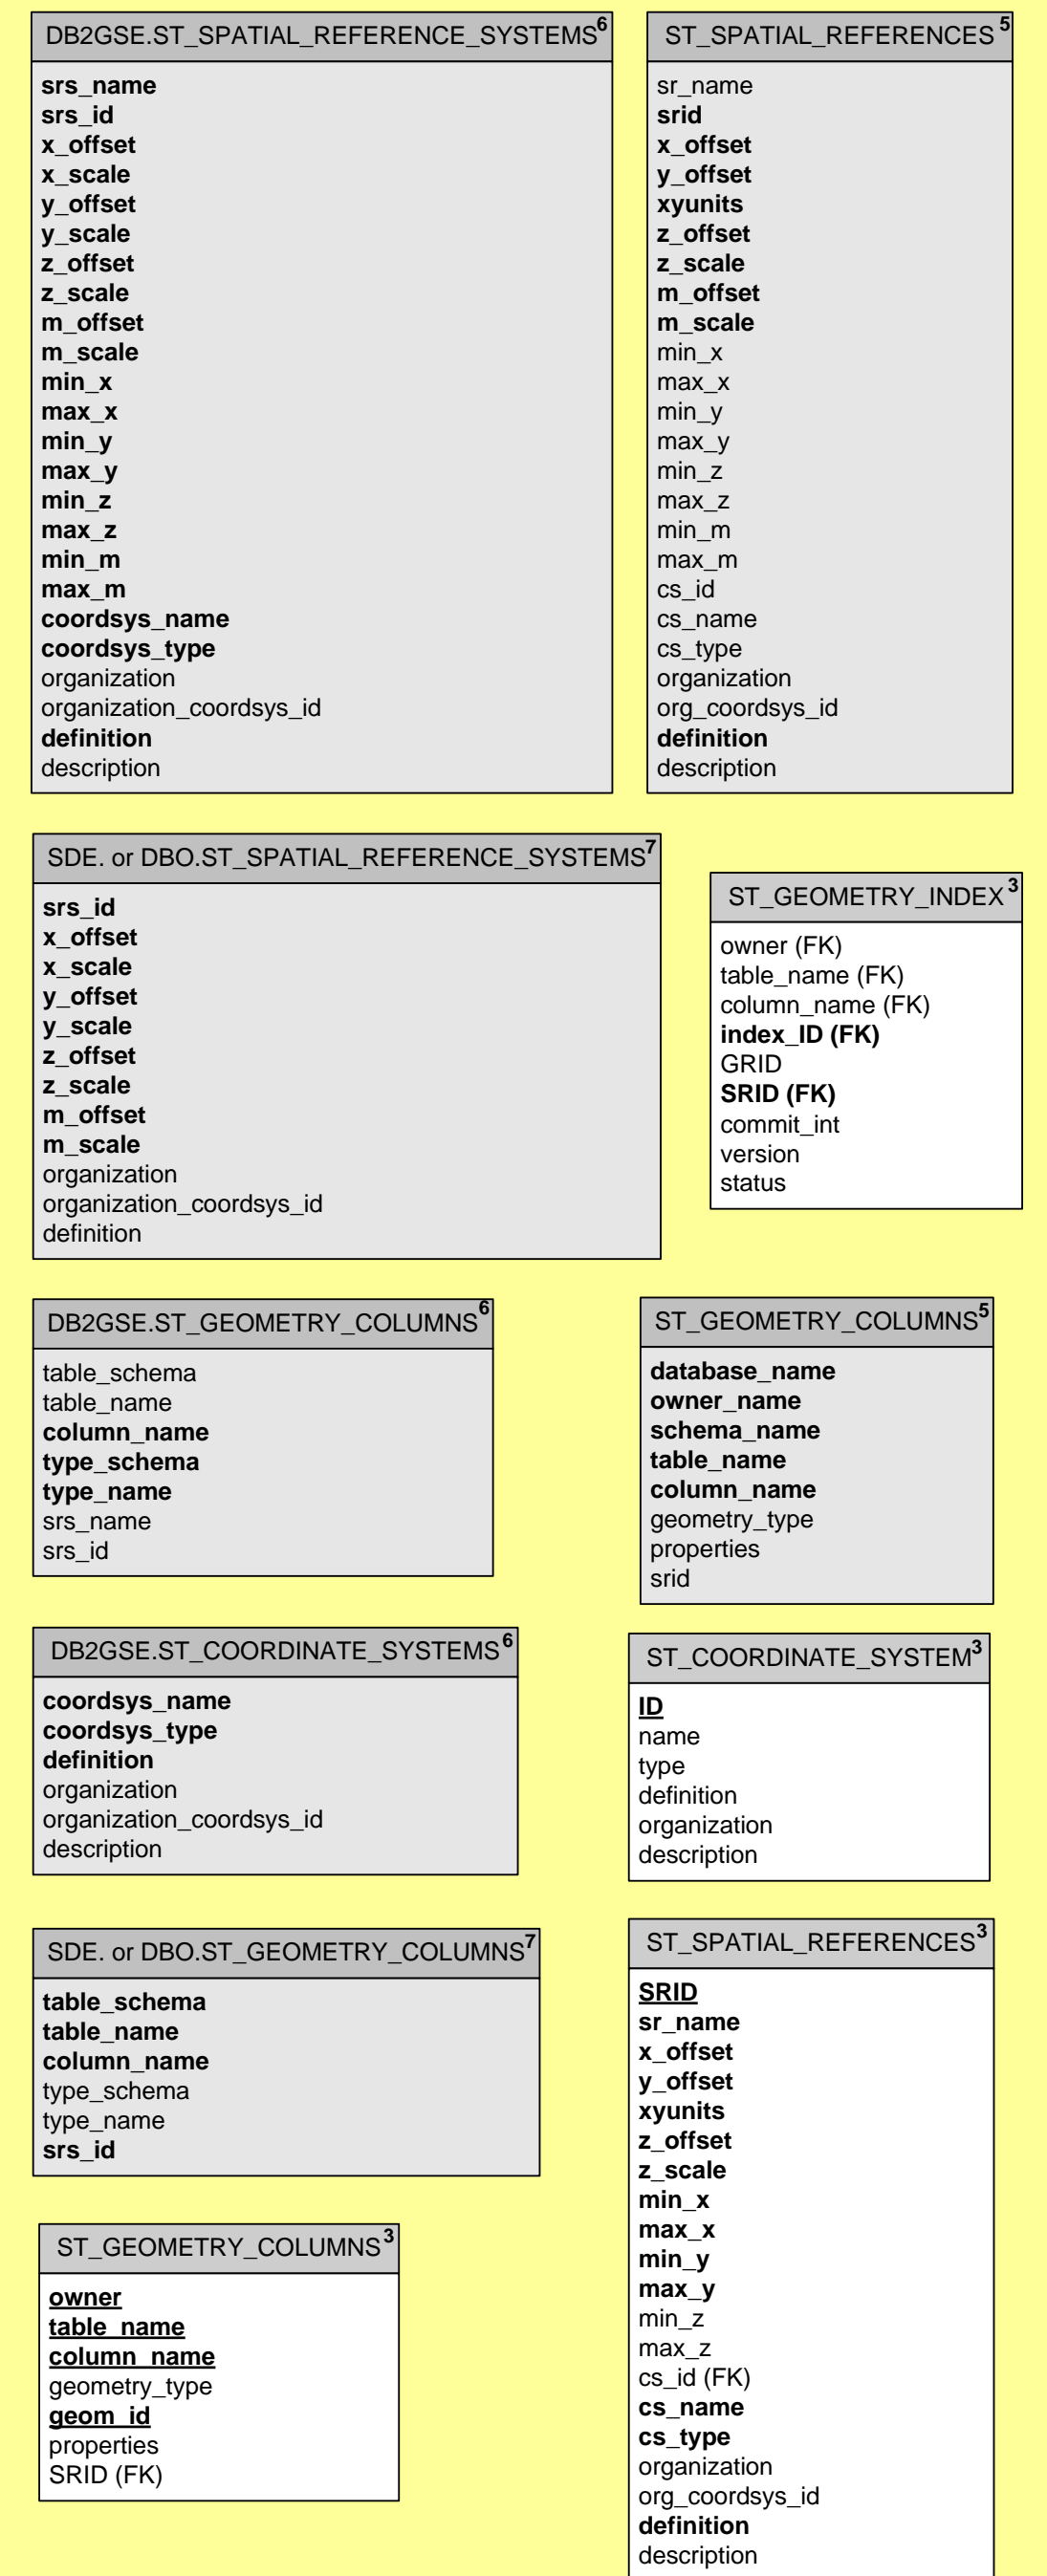 DB2GSE.ST_SPATIAL_REFERENCE_SYSTEMS6
srs_name
srs_id
x_offset
x_scale
y_offset
y_scale
z_offset
z_scale
m_offset
m_scale
min_x
max_x
min_y
max_y
min_z
max_z
min_m
max_m
coordsys_name
coordsys_type
organization
organization_coordsys_id
definition
description
ST_SPATIAL_REFERENCES 5
sr_name
srid
x_offset
y_offset
xyunits
z_offset
z_scale
m_offset
m_scale
min_x
max_x
min_y
max_y
min_z
max_z
min_m
max_m
cs_id
cs_name
cs_type
organization
org_coordsys_id
definition
description
SDE. or DBO.ST_SPATIAL_REFERENCE_SYSTEMS7
srs_id
x_offset
x_scale
y_offset
y_scale
z_offset
z_scale
m_offset
m_scale
organization
organization_coordsys_id
definition
ST_GEOMETRY_INDEX 3
owner (FK)
table_name (FK)
column_name (FK)
index_ID (FK)
GRID
SRID (FK)
commit_int
version
status
DB2GSE.ST_GEOMETRY_COLUMNS6
table_schema
table_name
column_name
type_schema
type_name
srs_name
srs_id
ST_GEOMETRY_COLUMNS5
database_name
owner_name
schema_name
table_name
column_name
geometry_type
properties
srid
DB2GSE.ST_COORDINATE_SYSTEMS 6
coordsys_name
coordsys_type
definition
organization
organization_coordsys_id
description
ST_COORDINATE_SYSTEM3
ID
name
type
definition
organization
description
SDE. or DBO.ST_GEOMETRY_COLUMNS7
table_schema
table_name
column_name
type_schema
type_name
srs_id
ST_SPATIAL_REFERENCES3
SRID
sr_name
x_offset
y_offset
xyunits
z_offset
z_scale
min_x
max_x
min_y
max_y
min_z
max_z
cs_id (FK)
cs_name
cs_type
organization
org_coordsys_id
definition
description
ST_GEOMETRY_COLUMNS 3
owner
table_name
column_name
geometry_type
geom_id
properties
SRID (FK)